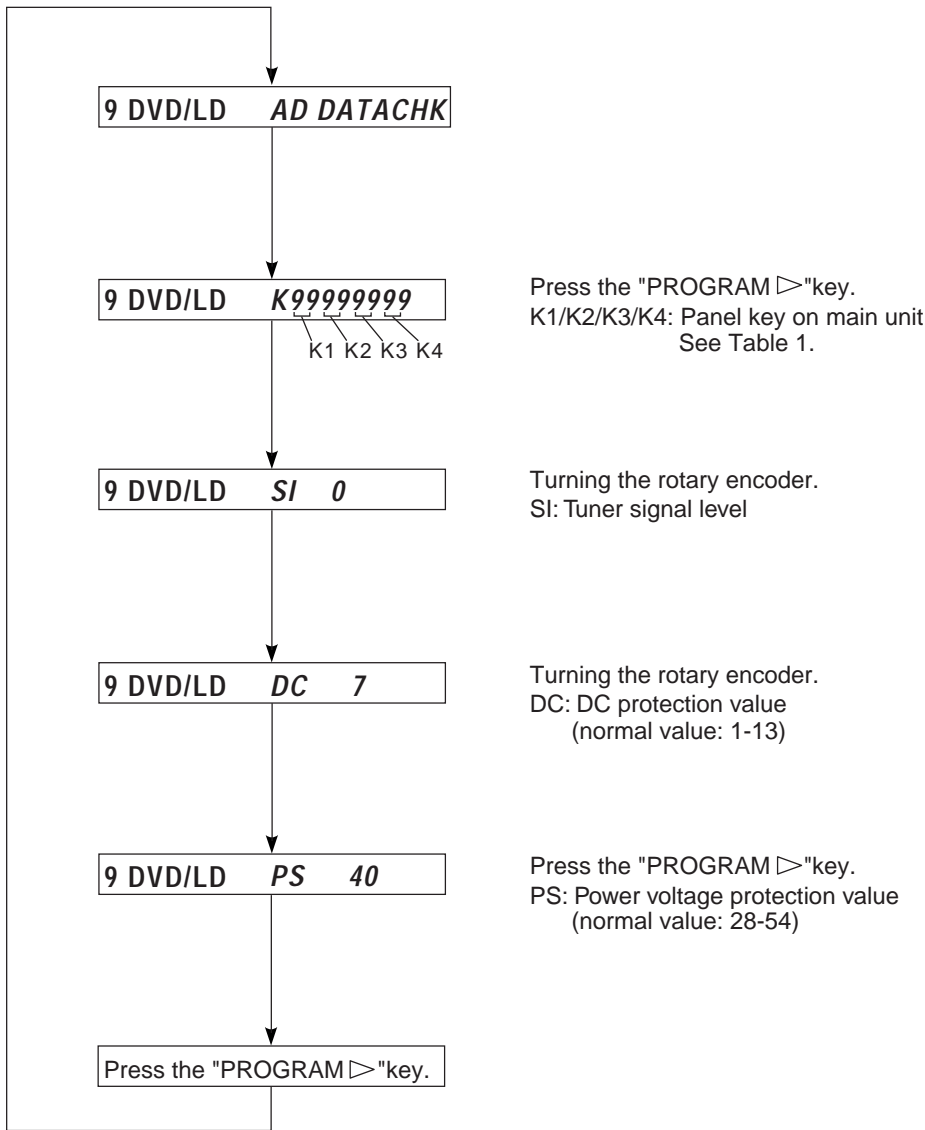 9 DVD/LD AD DATACHK
9 DVD/LD K99999999
K1 K2 K3 K4
Press the "PROGRAM ▷"key.
K1/K2/K3/K4: Panel key on main unit
See Table 1.
9 DVD/LD SI 0
Turning the rotary encoder.
SI: Tuner signal level
9 DVD/LD DC 7
Turning the rotary encoder.
DC: DC protection value
(normal value: 1-13)
9 DVD/LD PS 40
Press the "PROGRAM ▷"key.
PS: Power voltage protection value
(normal value: 28-54)
Press the "PROGRAM ▷"key.